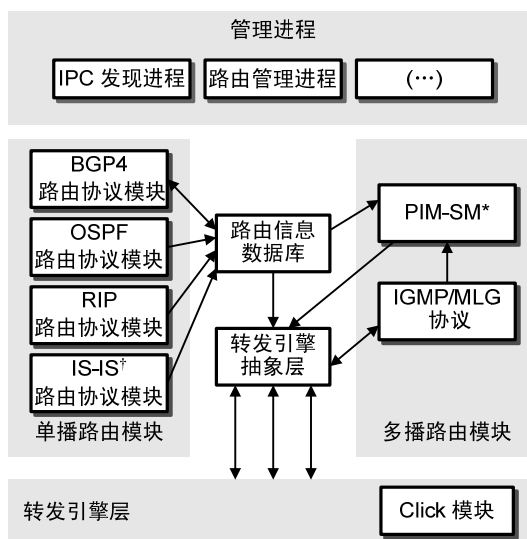 管理进程
IPC 发现进程
路由管理进程
(…)
BGP4
路由协议模块
OSPF
路由协议模块
RIP
路由协议模块
IS-IS†
路由协议模块
单播路由模块
路由信息
数据库
转发引擎
抽象层
PIM-SM*
IGMP/MLG
协议
多播路由模块
转发引擎层
Click 模块